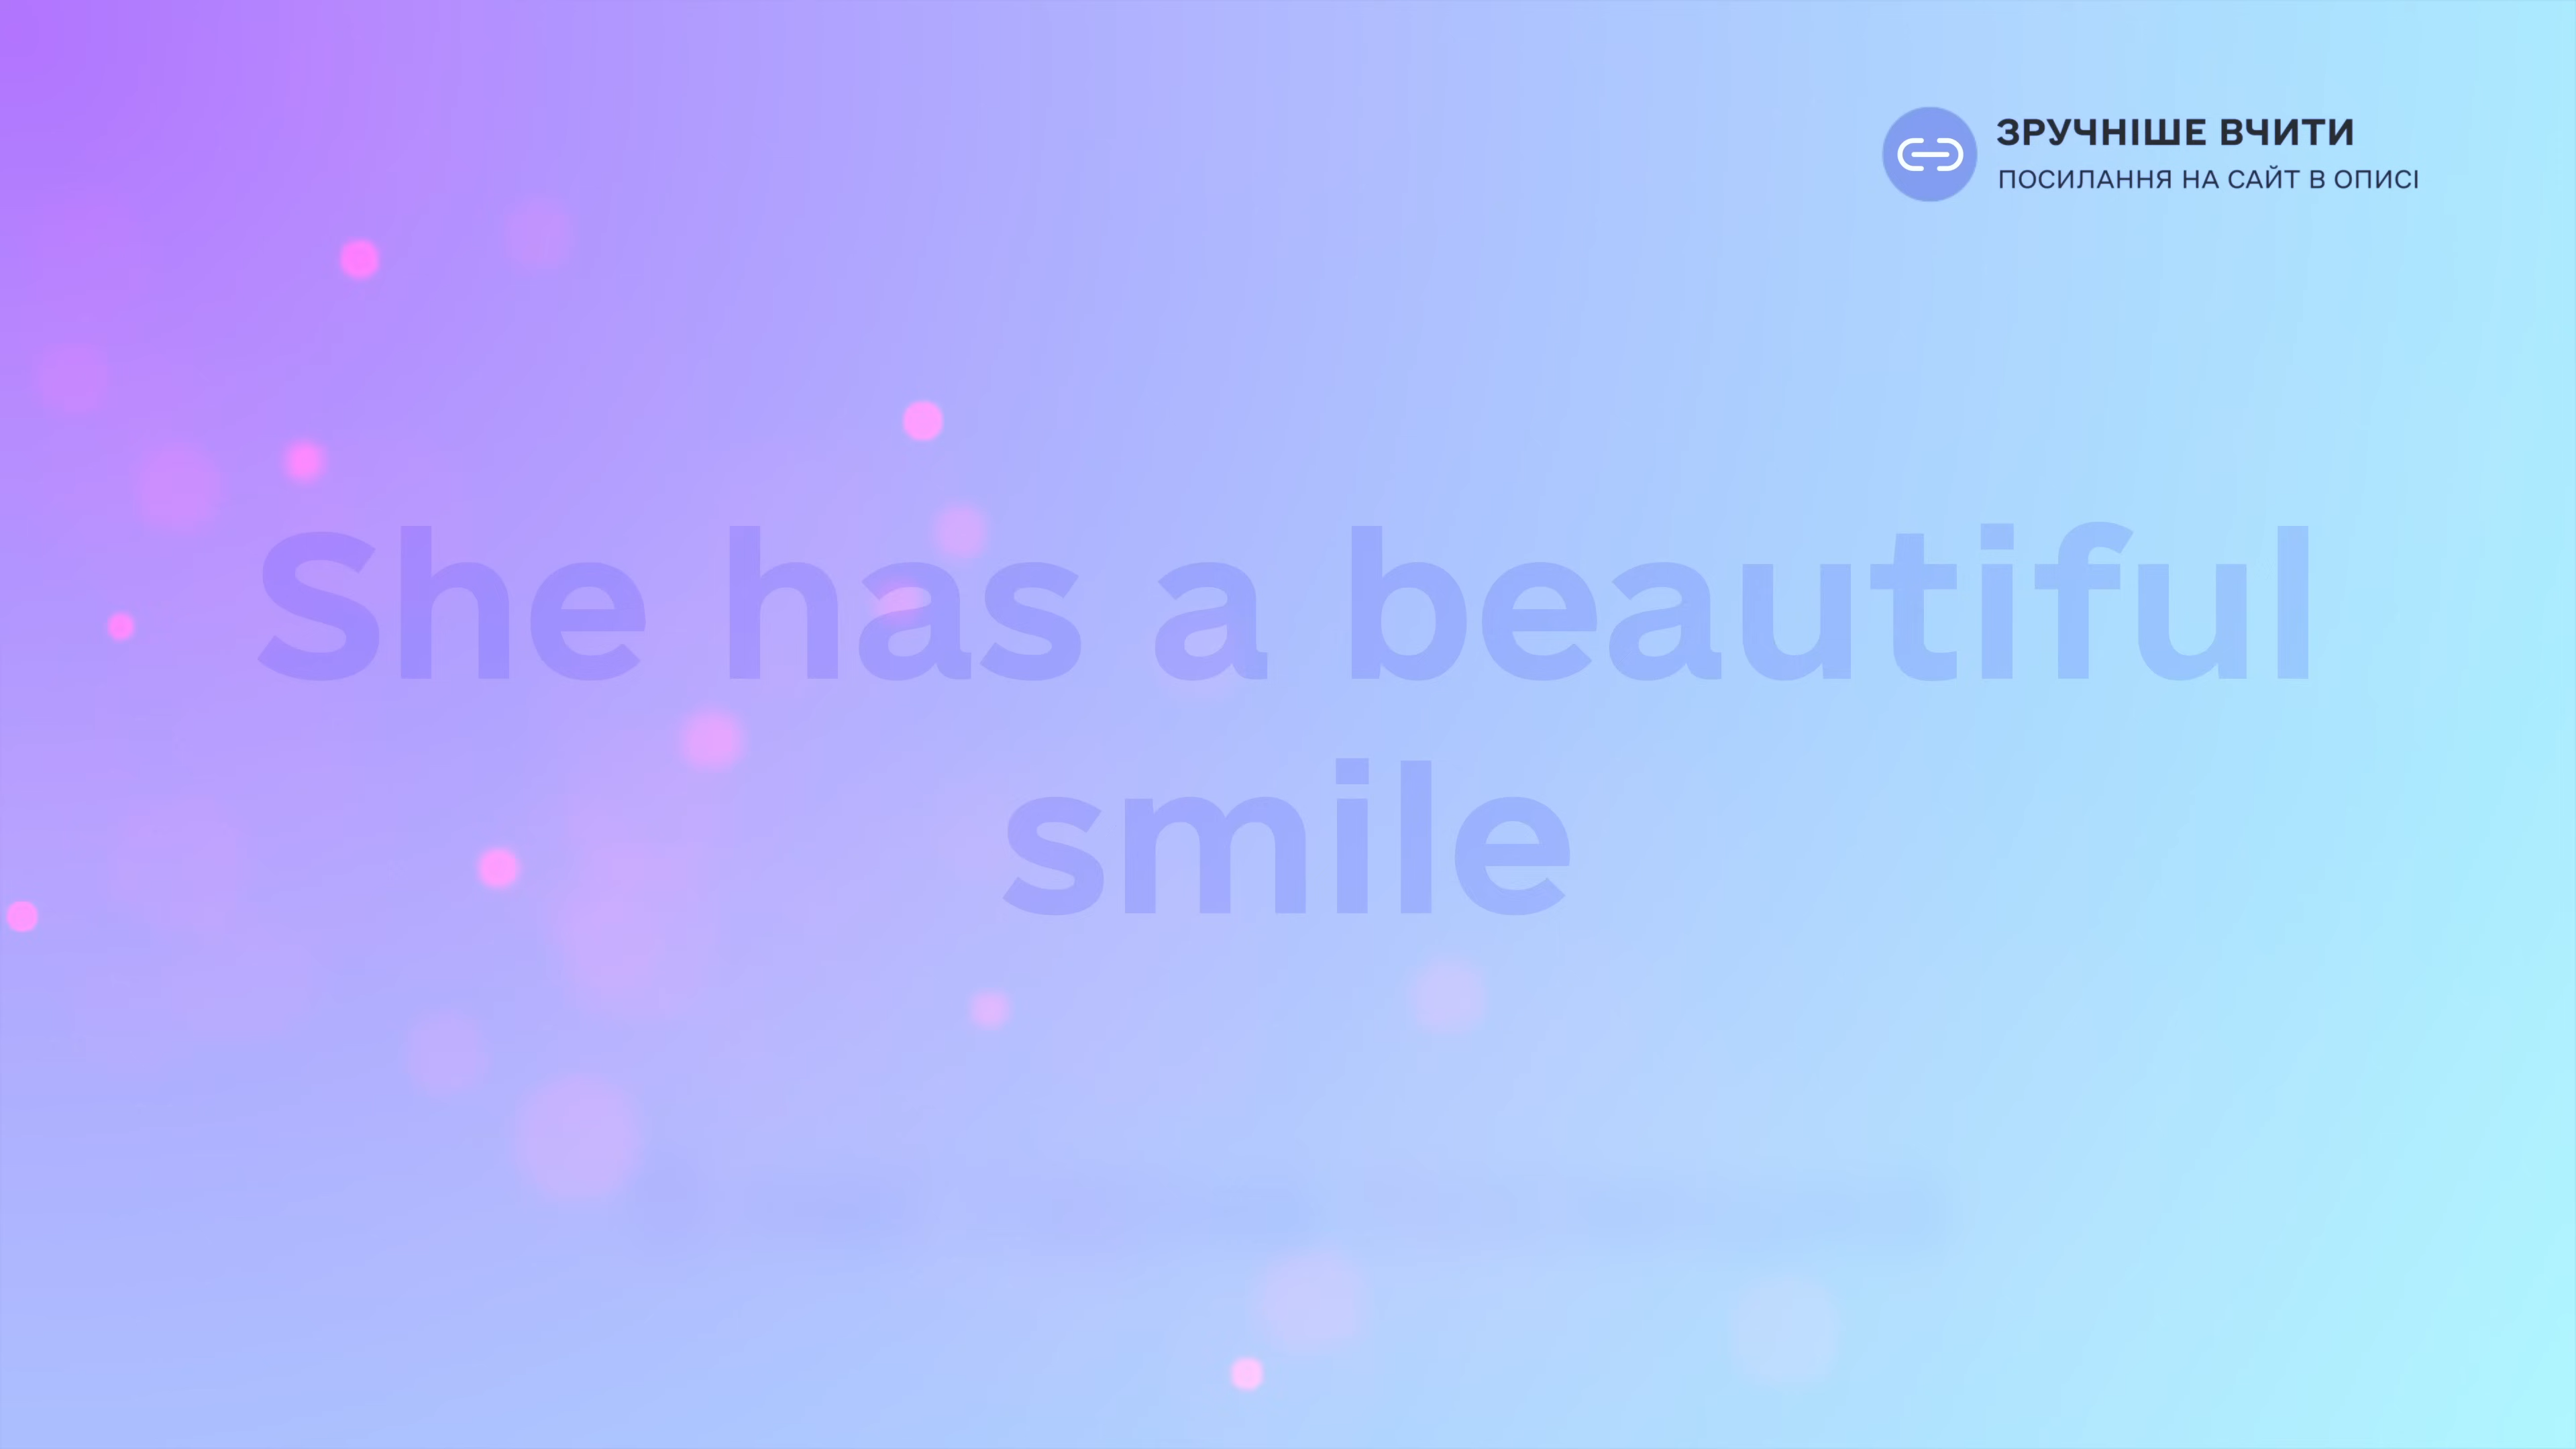 ЗРУЧНІШЕ ВЧИТИ
ПОСИЛАННЯ НА САЙТ В ОПИСІ
She has a beautiful
smile